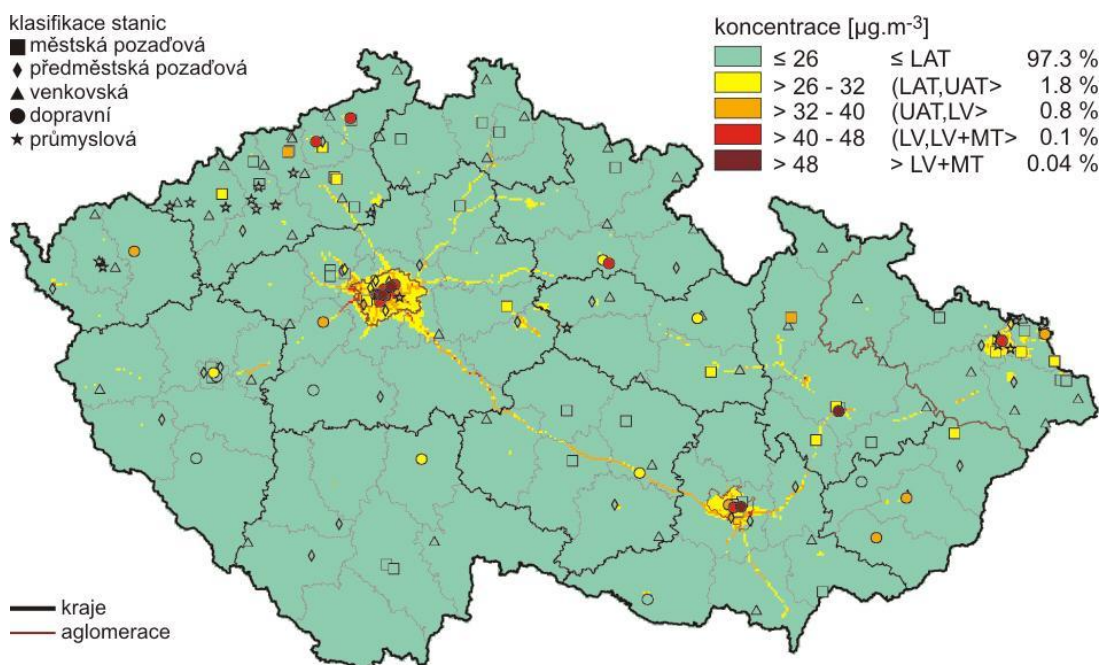 klasifikace stanic
městská pozaďová
předměstská pozaďová
venkovská
dopravní
průmyslová
koncentrace [µg.m-3]
≤ 26 ≤ LAT 97.3 %
> 26 - 32 (LAT,UAT> 1.8 %
> 32 - 40 (UAT,LV> 0.8 %
> 40 - 48 (LV,LV+MT> 0.1 %
> 48 > LV+MT 0.04 %
kraje
aglomerace